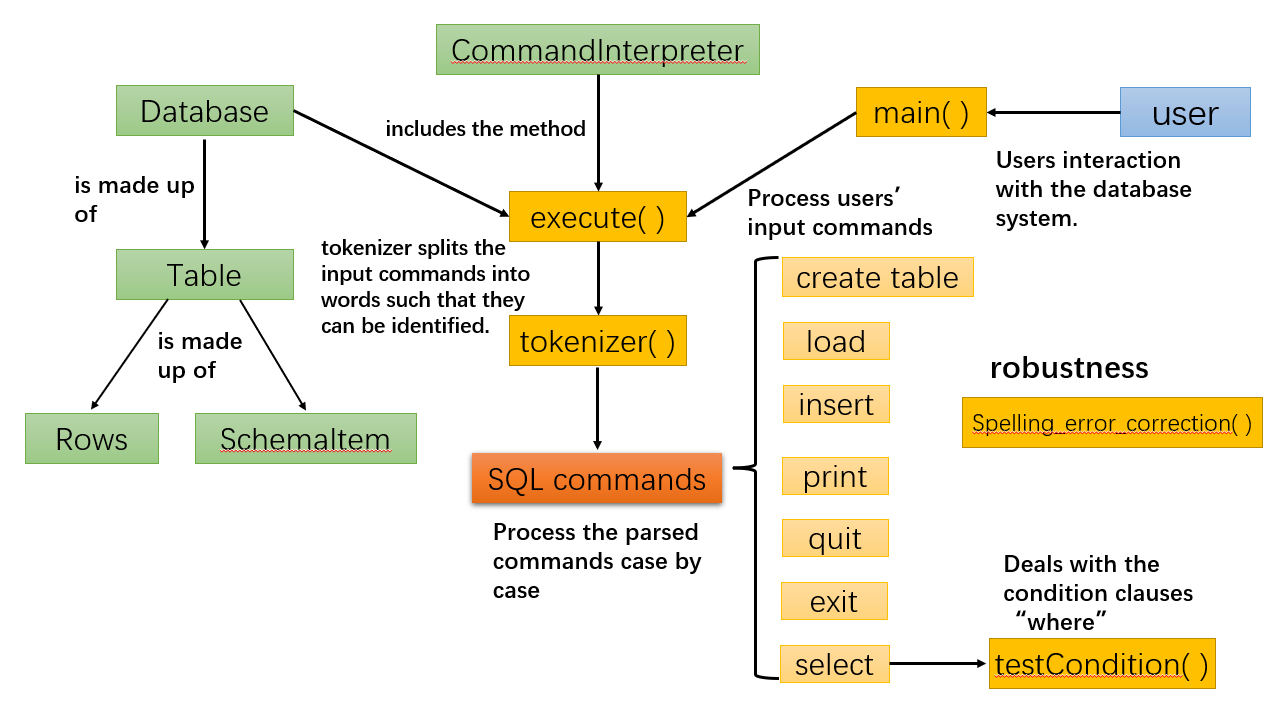 CommandInterpreter
Database
main( )
user
includes the method
Users interaction
with the database
system.
is made up
of
execute( )
Process users’
input commands
tokenizer splits the
input commands into
words such that they
can be identified.
Table
create table
is made
up of
tokenizer( )
load
robustness
insert
Spelling_error_correction( )
Rows
SchemaItem
SQL commands
print
Process the parsed
commands case by
case
quit
Deals with the
condition clauses
“where”
exit
select
testCondition( )